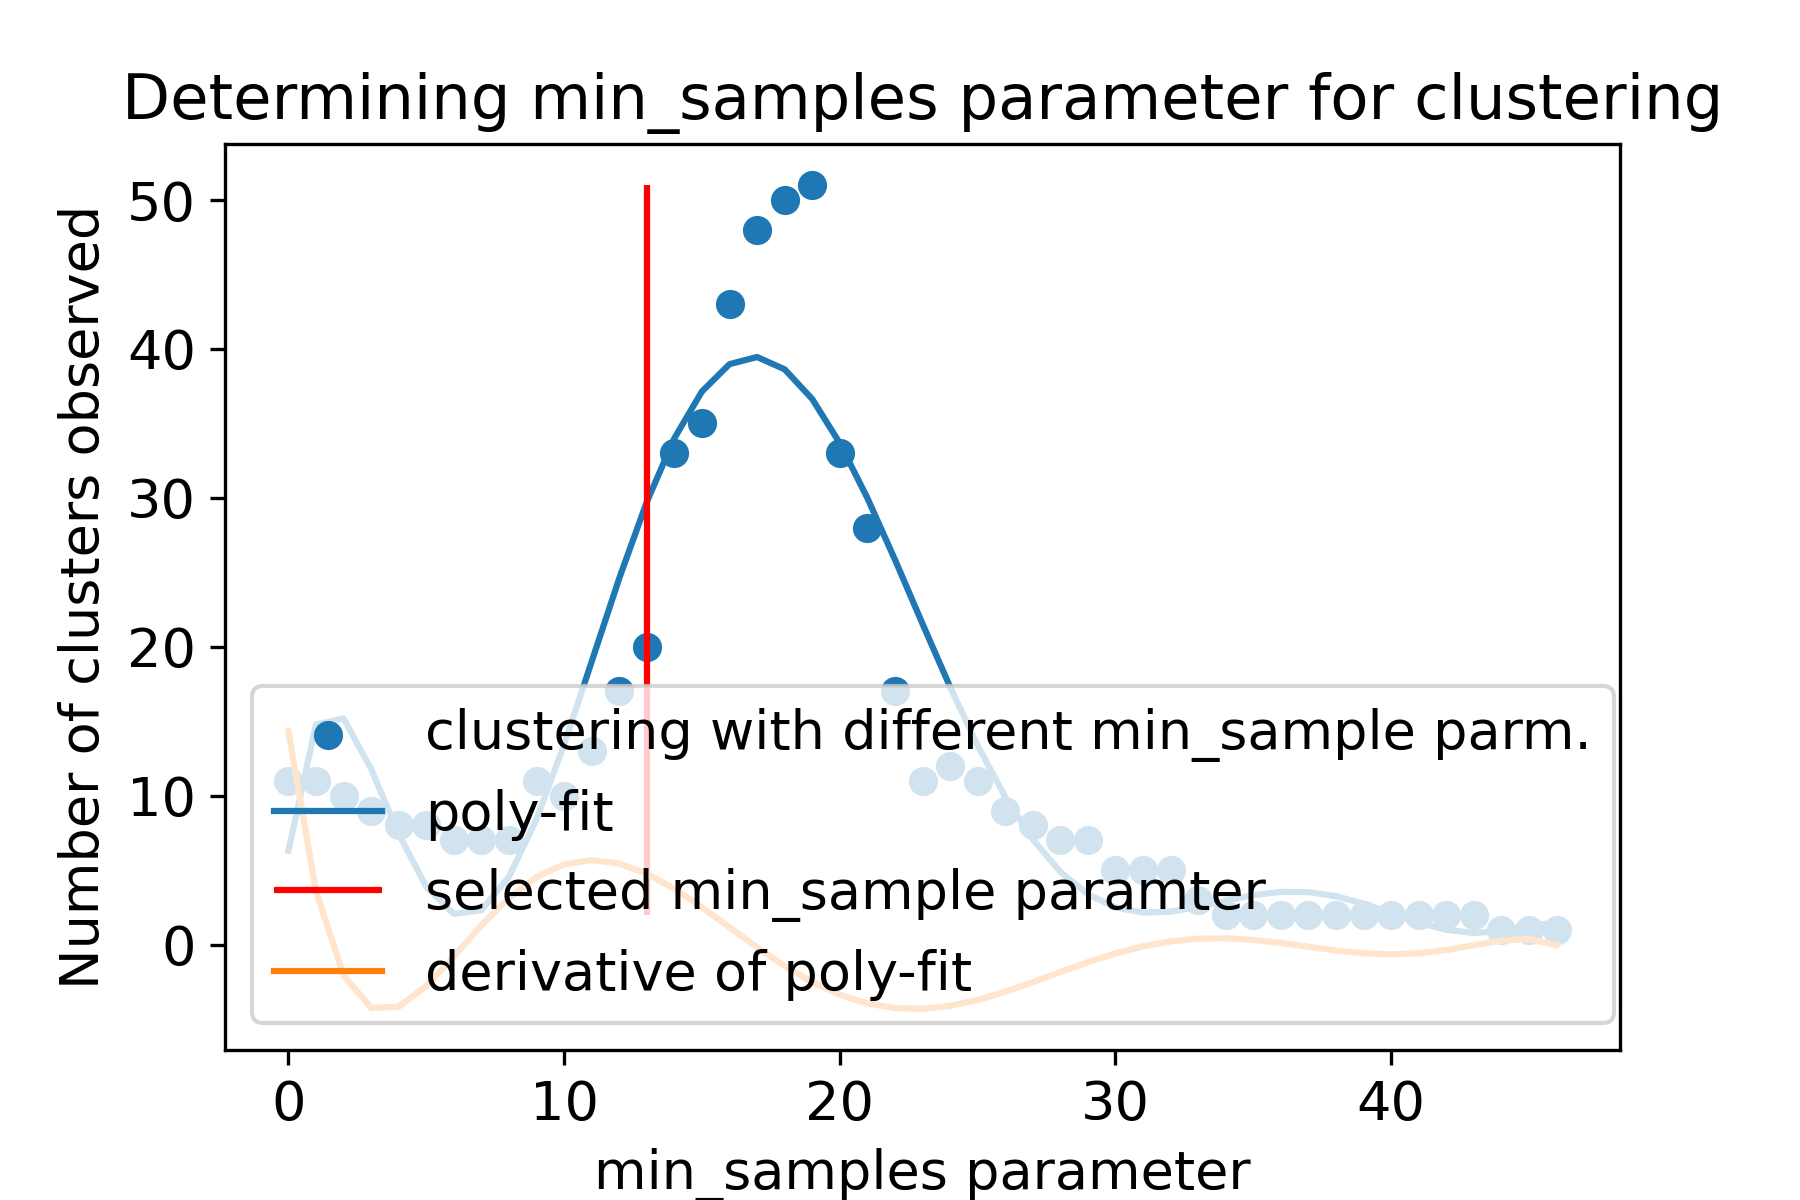 Determining min_samples parameter for clustering
Number of clusters observed
50
40
30
20
10
0
clustering with different min_sample parm.
poly-fit
selected min_sample paramter
derivative of poly-fit
0 10 20 30 40
min_samples parameter